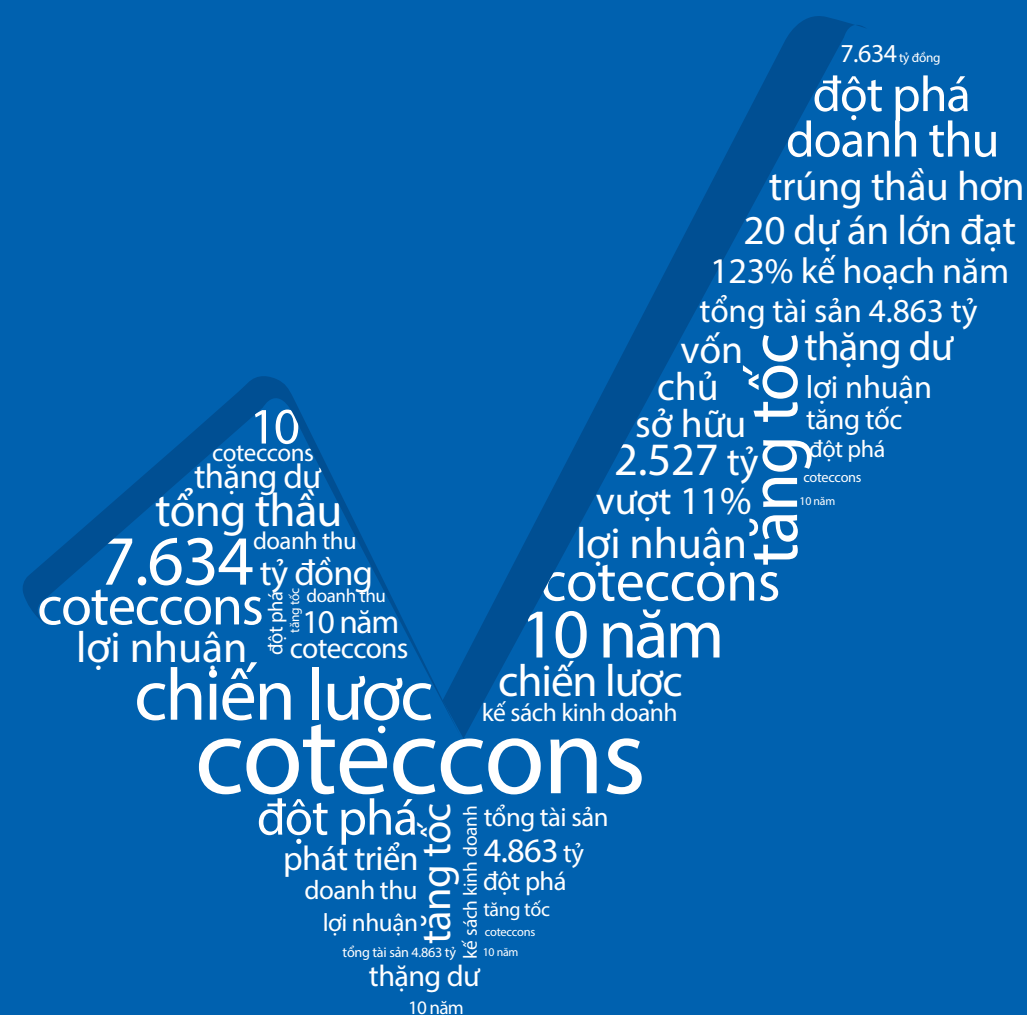 7.634 tỷ đồng
đột phá
doanh thu
trúng thầu hơn
20 dự án lớn đạt
123% kế hoạch năm
tổng tài sản 4.863 tỷ
vốn
chủ
sở hữu
2.527 tỷ
vượt 11%
lợi nhuận
tăng tốc
thặng dư
lợi nhuận
tăng tốc
đột phá
coteccons
10 năm
coteccons
10 năm
chiến lược
kế sách kinh doanh
10
coteccons
thặng dư
tổng thầu
7.634
doanh thu
tỷ đồng
coteccons
lợi nhuận
đột phá
tăng tốc
doanh thu
10 năm
coteccons
chiến lược
coteccons
đột phá
phát triển
doanh thu
lợi nhuận
tổng tài sản 4.863 tỷ
tăng tốc
kế sách kinh doanh
tổng tài sản
4.863 tỷ
đột phá
tăng tốc
coteccons
10 năm
thặng dư
10 năm